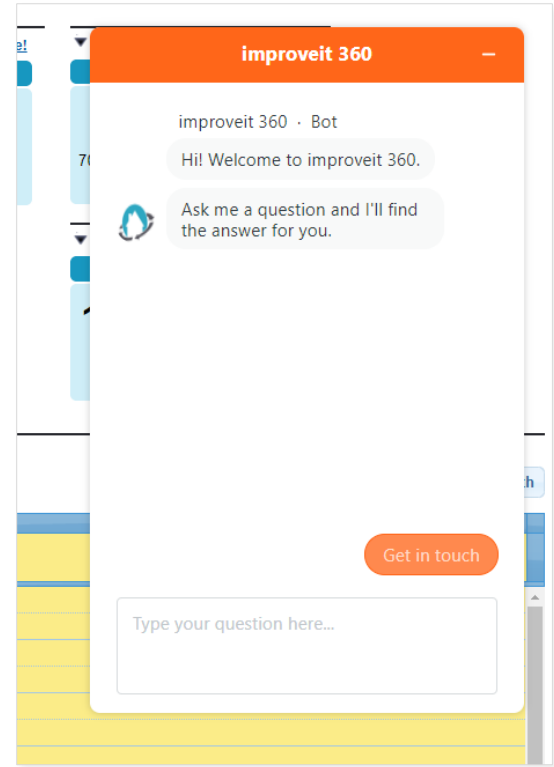 improveit 360
improveit 360 · Bot
Hi! Welcome to improveit 360.
Ask me a question and I'll find
the answer for you.
Get in touch
Type your question here...